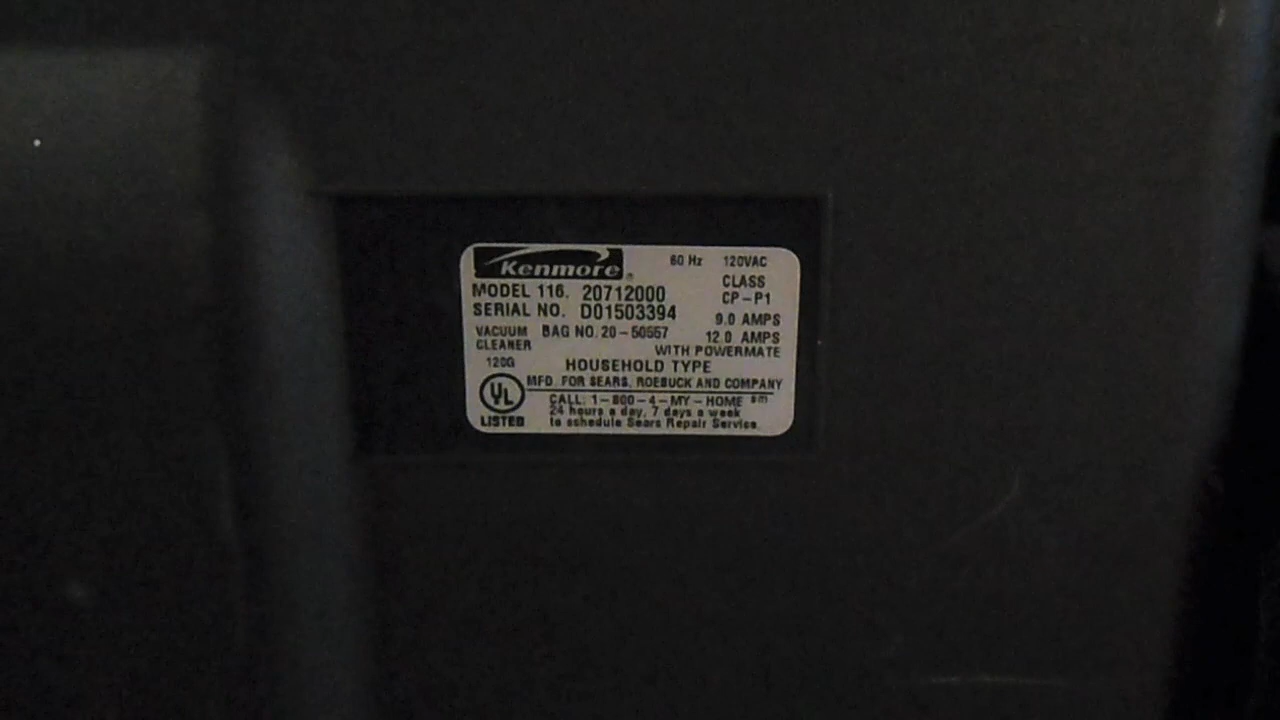 Kenmore® 60 Hz 120VAC
MODEL 116. 20712000 CLASS CP-P1
SERIAL NO. D01503394 9.0 AMPS
VACUUM CLEANER BAG NO. 20-50557 12.0 AMPS
WITH POWERMATE
120G HOUSEHOLD TYPE
MFD. FOR SEARS, ROEBUCK AND COMPANY
UL LISTED
CALL: 1-800-4-MY-HOME sm
24 hours a day, 7 days a week
to schedule Sears Repair Service.